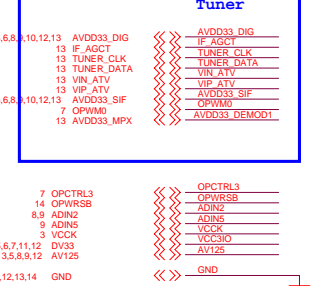 Tuner
,6,8,9,10,12,13 AVDD33_DIG AVDD33_DIG
13 IF_AGCT IF_AGCT
13 TUNER_CLK TUNER_CLK
13 TUNER_DATA TUNER_DATA
13 VIN_ATV VIN_ATV
13 VIP_ATV VIP_ATV
,6,8,9,10,12,13 AVDD33_SIF AVDD33_SIF
7 OPWM0 OPWM0
13 AVDD33_MPX AVDD33_DEMOD1
7 OPCTRL3 OPCTRL3
14 OPWRSB OPWRSB
8,9 ADIN2 ADIN2
9 ADIN5 ADIN5
3 VCCK VCCK
,6,7,11,12 DV33 VCC3IO
3,5,8,9,12 AV125 AV125
,12,13,14 GND GND